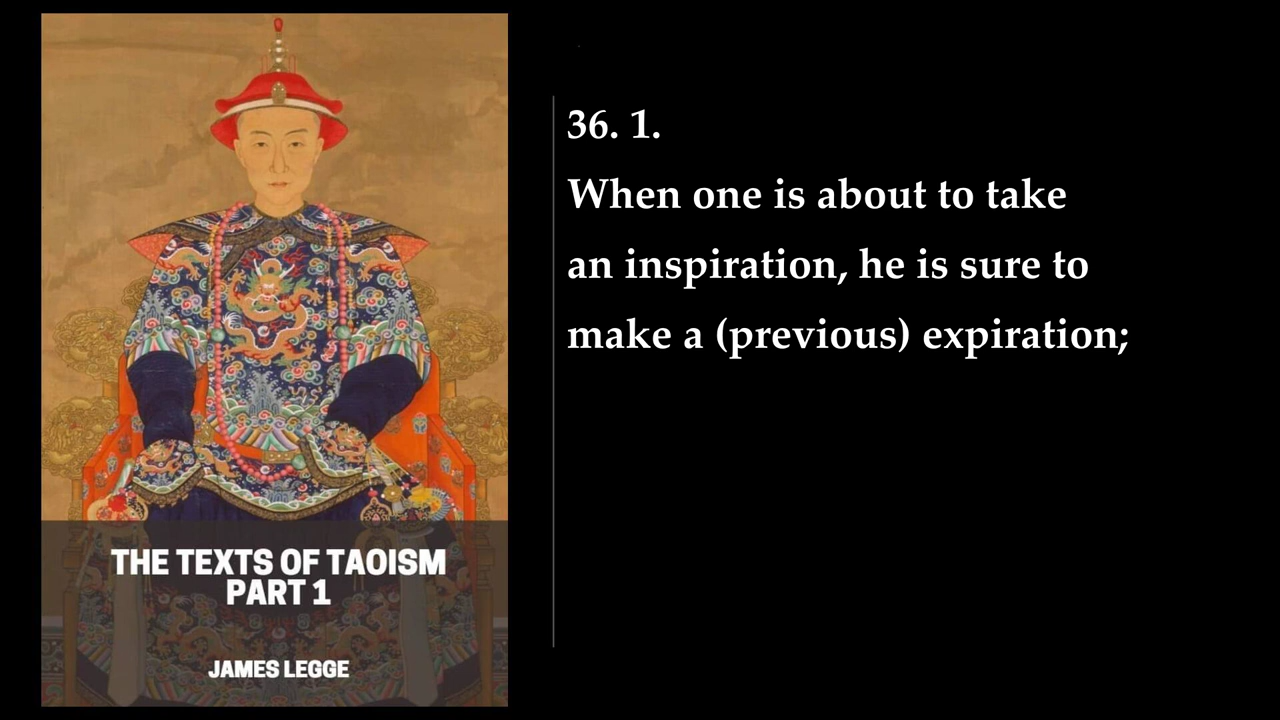 36. 1.
When one is about to take
an inspiration, he is sure to
make a (previous) expiration;
THE TEXTS OF TAOISM
PART 1
JAMES LEGGE